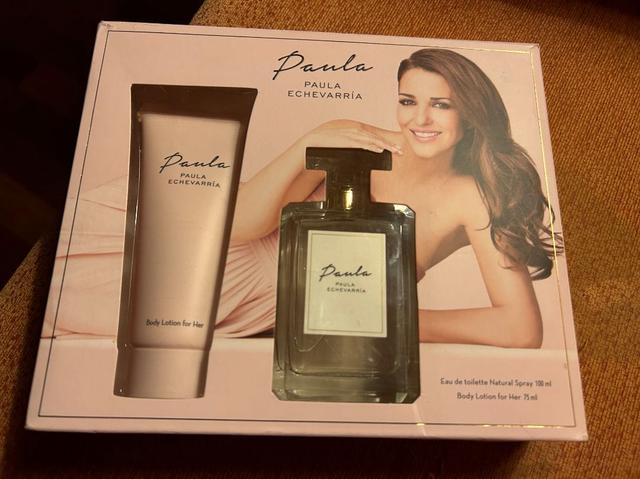 Paula
PAULA
ECHEVARRÍA
Paula
PAULA
ECHEVARRÍA
Body Lotion for Her
Paula
PAULA
ECHEVARRÍA
Eau de toilette Natural Spray 100 ml
Body Lotion for Her 75 ml